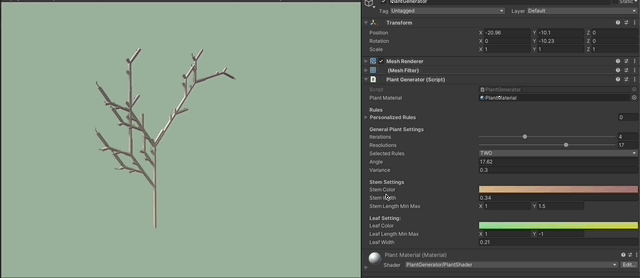 PlantGenerator
Static
Tag Untagged Layer Default
Transform
Position X -20.96 Y -10.1 Z 0
Rotation X 0 Y -10.23 Z 0
Scale X 1 Y 1 Z 1
Mesh Renderer
(Mesh Filter)
Plant Generator (Script)
Script PlantGenerator
Plant Material PlantMaterial
Rules
Personalized Rules 0
General Plant Settings
Iterations 4
Resolutions 17
Selected Rules TWO
Angle 17.62
Variance 0.3
Stem Settings
Stem Color
Stem Width 0.34
Stem Length Min Max X 1 Y 1.5
Leaf Setting:
Leaf Color
Leaf Length Min Max X 1 Y -1
Leaf Width 0.21
Plant Material (Material)
Shader PlantGenerator/PlantShader Edit...